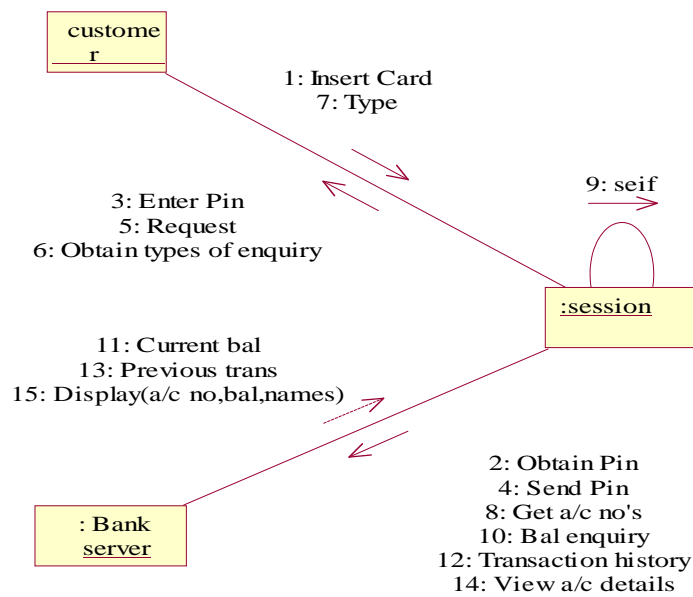 custome
r
1: Insert Card
7: Type
9: seif
3: Enter Pin
5: Request
6: Obtain types of enquiry
:session
11: Current bal
13: Previous trans
15: Display(a/c no,bal,names)
2: Obtain Pin
4: Send Pin
8: Get a/c no's
10: Bal enquiry
12: Transaction history
14: View a/c details
: Bank
server